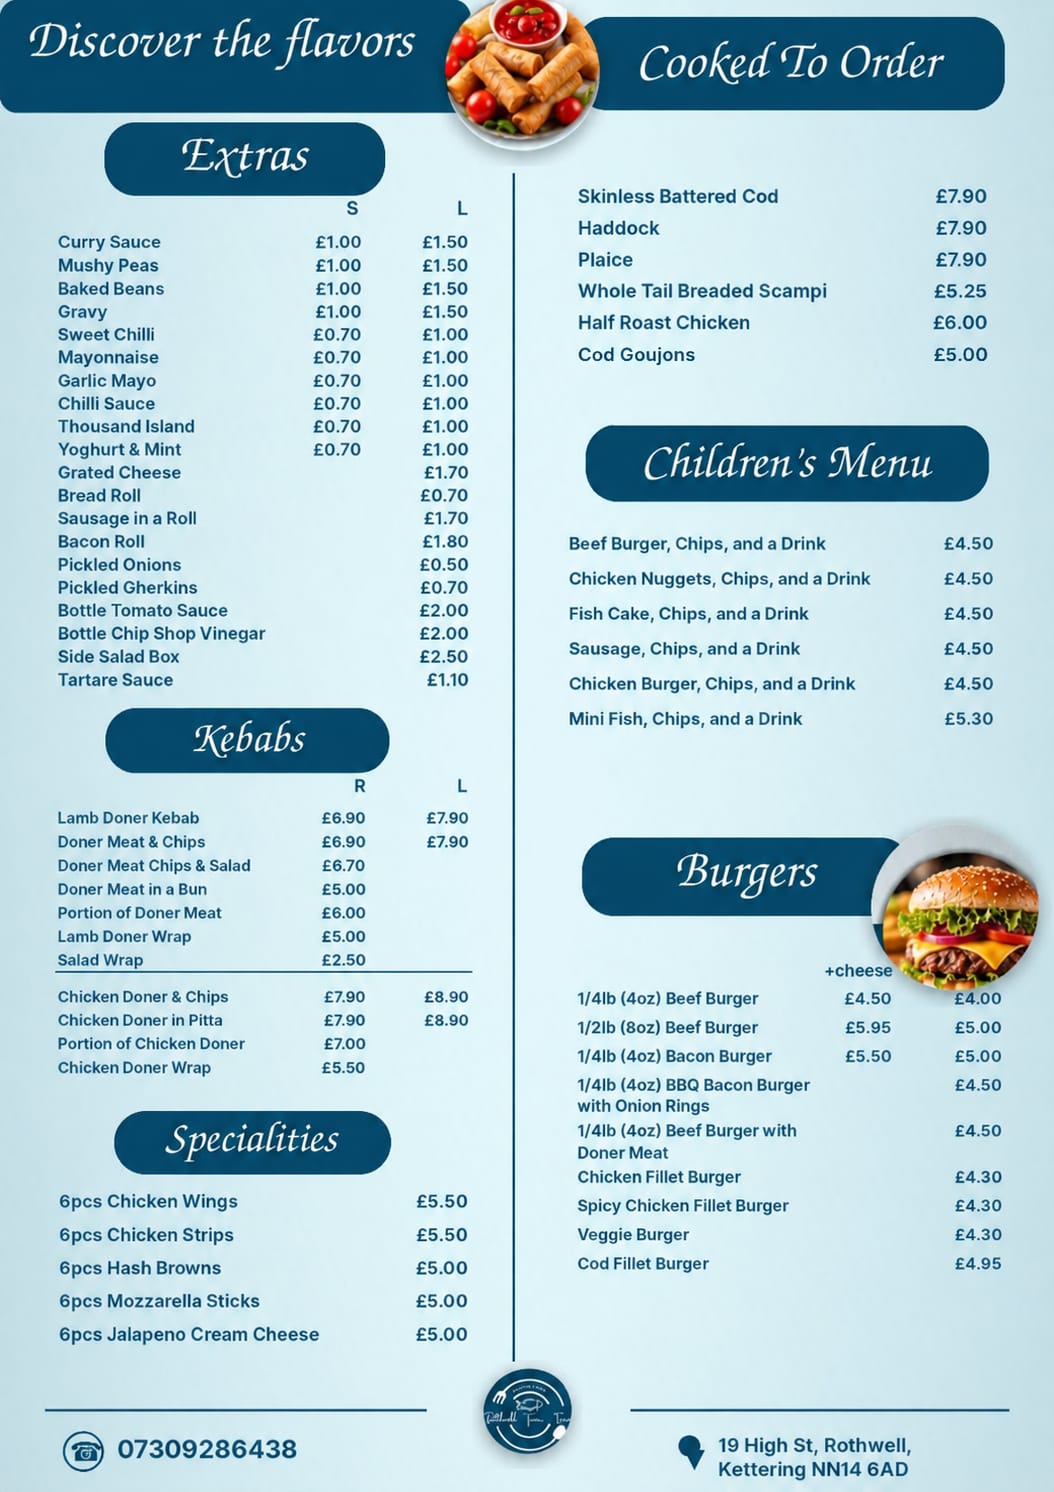 Discover the flavors
Extras
S L
Curry Sauce £1.00 £1.50
Mushy Peas £1.00 £1.50
Baked Beans £1.00 £1.50
Gravy £1.00 £1.50
Sweet Chilli £0.70 £1.00
Mayonnaise £0.70 £1.00
Garlic Mayo £0.70 £1.00
Chilli Sauce £0.70 £1.00
Thousand Island £0.70 £1.00
Yoghurt & Mint £0.70 £1.00
Grated Cheese £1.70
Bread Roll £0.70
Sausage in a Roll £1.70
Bacon Roll £1.80
Pickled Onions £0.50
Pickled Gherkins £0.70
Bottle Tomato Sauce £2.00
Bottle Chip Shop Vinegar £2.00
Side Salad Box £2.50
Tartare Sauce £1.10
Kebabs
R L
Lamb Doner Kebab £6.90 £7.90
Doner Meat & Chips £6.90 £7.90
Doner Meat Chips & Salad £6.70
Doner Meat in a Bun £5.00
Portion of Doner Meat £6.00
Lamb Doner Wrap £5.00
Salad Wrap £2.50
Chicken Doner & Chips £7.90 £8.90
Chicken Doner in Pitta £7.90 £8.90
Portion of Chicken Doner £7.00
Chicken Doner Wrap £5.50
Specialities
6pcs Chicken Wings £5.50
6pcs Chicken Strips £5.50
6pcs Hash Browns £5.00
6pcs Mozzarella Sticks £5.00
6pcs Jalapeno Cream Cheese £5.00
Cooked To Order
Skinless Battered Cod £7.90
Haddock £7.90
Plaice £7.90
Whole Tail Breaded Scampi £5.25
Half Roast Chicken £6.00
Cod Goujons £5.00
Children's Menu
Beef Burger, Chips, and a Drink £4.50
Chicken Nuggets, Chips, and a Drink £4.50
Fish Cake, Chips, and a Drink £4.50
Sausage, Chips, and a Drink £4.50
Chicken Burger, Chips, and a Drink £4.50
Mini Fish, Chips, and a Drink £5.30
Burgers
+cheese
1/4lb (4oz) Beef Burger £4.50 £4.00
1/2lb (8oz) Beef Burger £5.95 £5.00
1/4lb (4oz) Bacon Burger £5.50 £5.00
1/4lb (4oz) BBQ Bacon Burger £4.50
with Onion Rings
1/4lb (4oz) Beef Burger with £4.50
Doner Meat
Chicken Fillet Burger £4.30
Spicy Chicken Fillet Burger £4.30
Veggie Burger £4.30
Cod Fillet Burger £4.95
07309286438
19 High St, Rothwell,
Kettering NN14 6AD